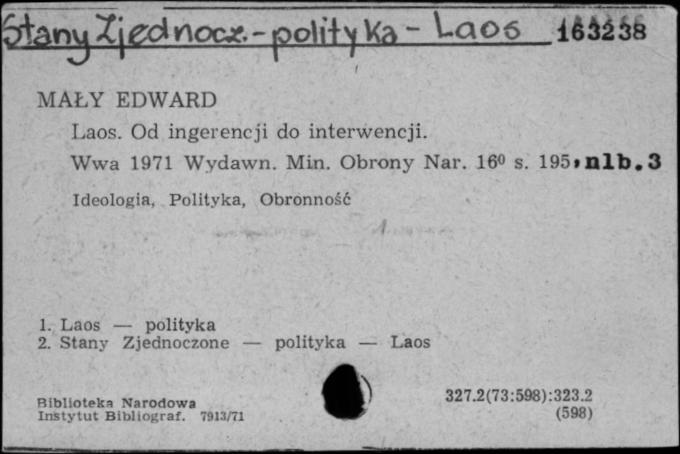 Stany Zjednocz.-polityka- Laos 163238
MAŁY EDWARD
Laos. Od ingerencji do interwencji.
Wwa 1971 Wydawn. Min. Obrony Nar. 16⁰ s. 195, nlb. 3
Ideologia, Polityka, Obronność
1. Laos — polityka
2. Stany Zjednoczone — polityka — Laos
Biblioteka Narodowa
Instytut Bibliograf. 7913/71
327.2(73:598):323.2
(598)